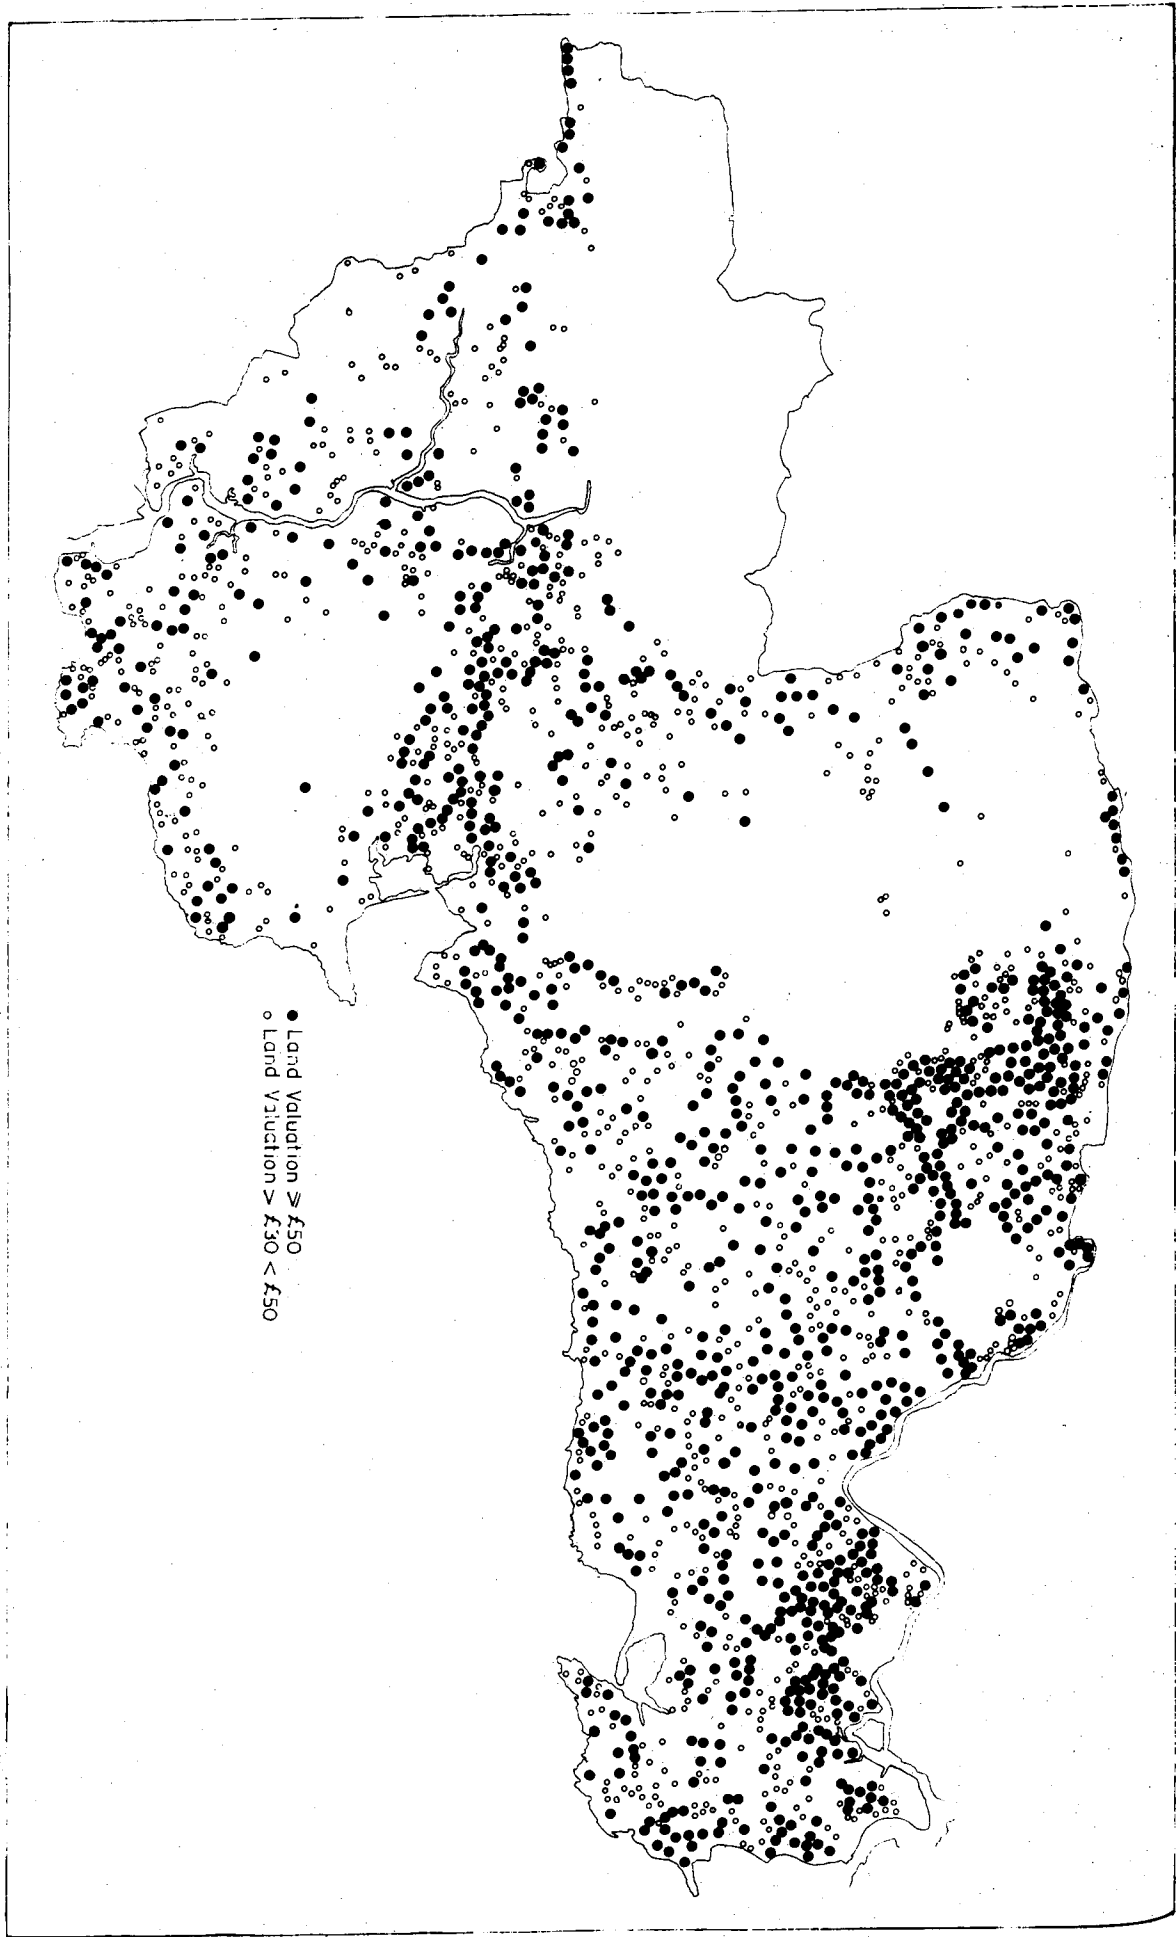 ● Land Valuation ⩾ £50
○ Land Valuation > £30 < £50